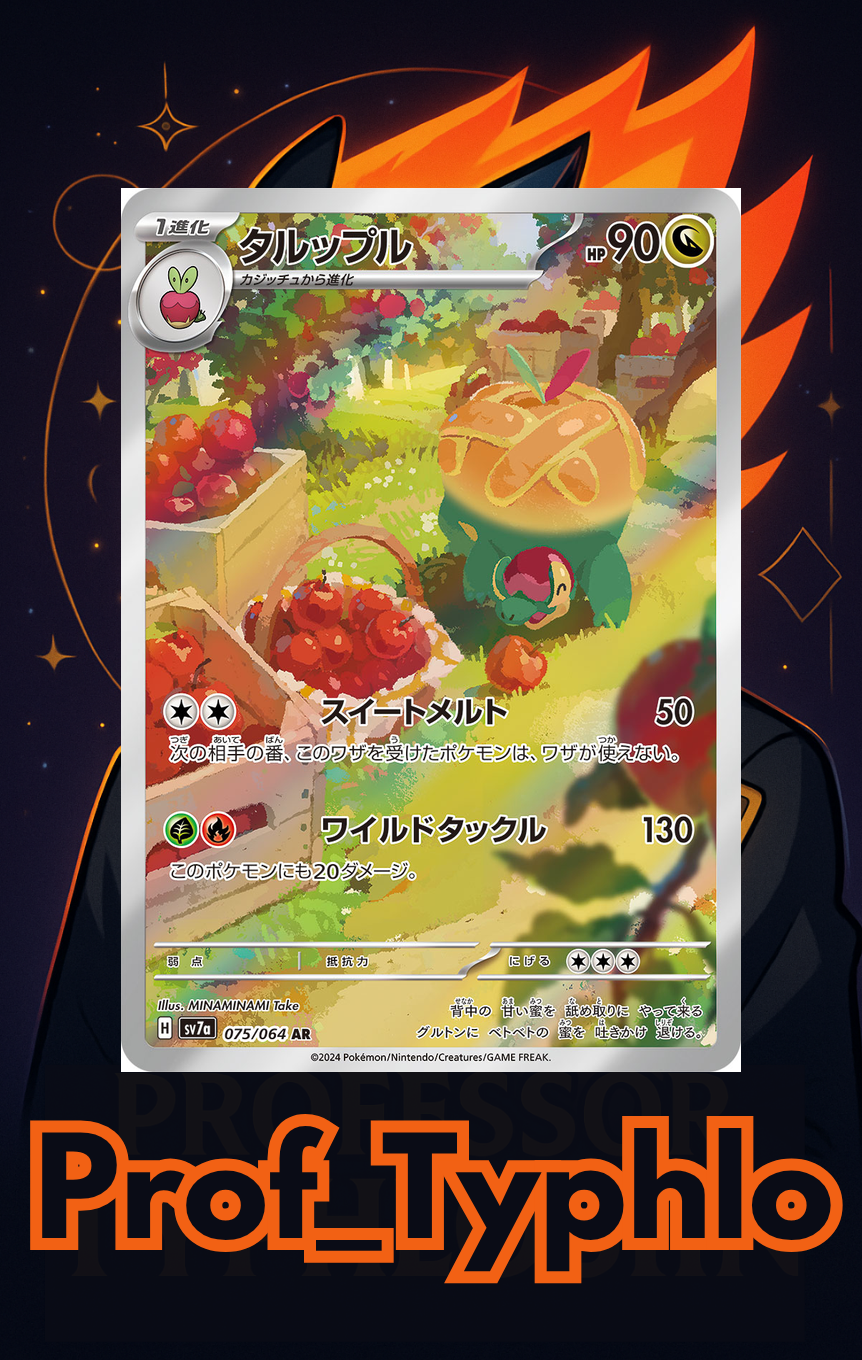 1進化
タルップル
HP90
カジッチュから進化
スイートメルト 50
次の相手の番、このワザを受けたポケモンは、ワザが使えない。
ワイルドタックル 130
このポケモンにも20ダメージ。
弱点 抵抗力 にげる
Illus. MINAMINAMI Take
背中の 甘い蜜を 舐め取りに やって来る
グルトンに ベトベトの 蜜を 吐きかけ 退ける。
H sv7a 075/064 AR
©2024 Pokémon/Nintendo/Creatures/GAME FREAK.
PROFESSOR
Prof_Typhlo